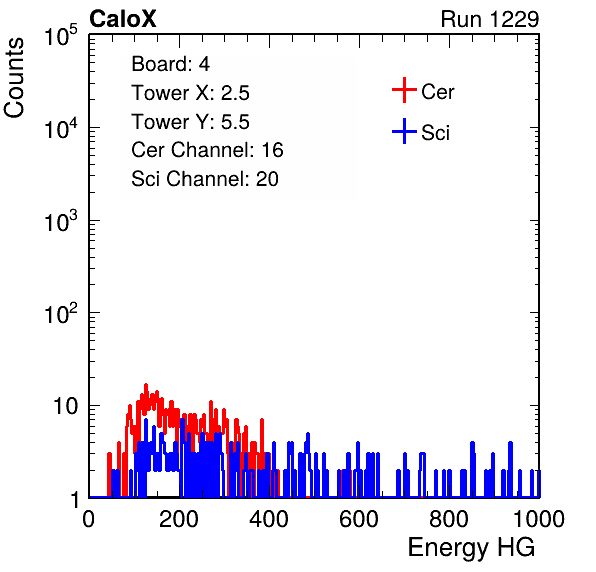 CaloX Run 1229
Counts
10^5
10^4
10^3
10^2
10
1
Board: 4
Tower X: 2.5
Tower Y: 5.5
Cer Channel: 16
Sci Channel: 20
Cer
Sci
0 200 400 600 800 1000
Energy HG